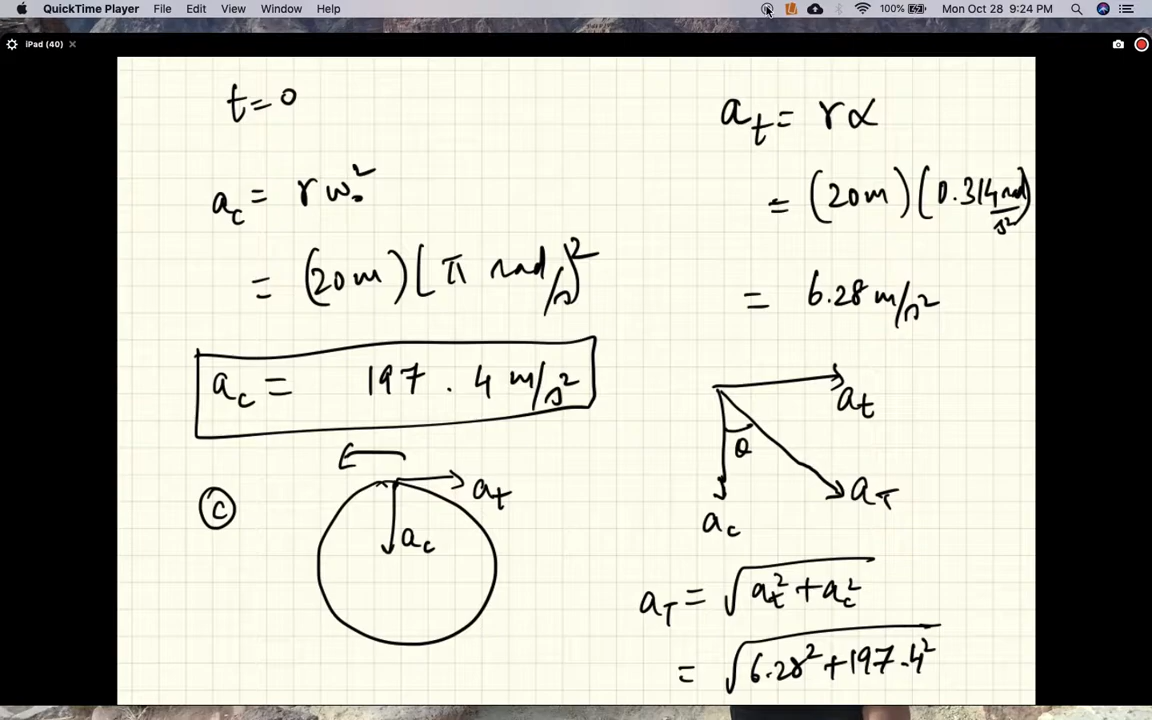 QuickTime Player File Edit View Window Help 100% Mon Oct 28 9:24 PM
iPad (40)
t = 0
a_c = r ω₀²
= (20m) [π rad/s)²
a_c = 197.4 m/s²
ⓒ
a_t
a_c
a_t = r α
= (20m) (0.314 rad/s²)
= 6.28 m/s²
a_t
θ
a_T
a_c
a_T = √a_t² + a_c²
= √6.28² + 197.4²